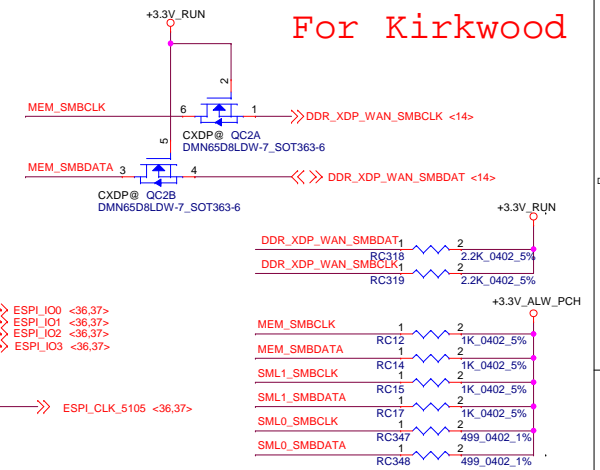 +3.3V_RUN
For Kirkwood
2
MEM_SMBCLK
6
1
DDR_XDP_WAN_SMBCLK <14>
CXDP@ QC2A
DMN65D8LDW-7_SOT363-6
5
MEM_SMBDATA
3
4
DDR_XDP_WAN_SMBDAT <14>
CXDP@ QC2B
DMN65D8LDW-7_SOT363-6
D
+3.3V_RUN
DDR_XDP_WAN_SMBDAT
1
2
RC318
2.2K_0402_5%
DDR_XDP_WAN_SMBCLK
1
2
RC319
2.2K_0402_5%
+3.3V_ALW_PCH
ESPI_IO0 <36,37>
ESPI_IO1 <36,37>
ESPI_IO2 <36,37>
ESPI_IO3 <36,37>
MEM_SMBCLK
1
2
RC12
1K_0402_5%
MEM_SMBDATA
1
2
RC14
1K_0402_5%
SML1_SMBCLK
1
2
RC15
1K_0402_5%
SML1_SMBDATA
1
2
RC17
1K_0402_5%
ESPI_CLK_5105 <36,37>
SML0_SMBCLK
1
2
RC347
499_0402_1%
SML0_SMBDATA
1
2
RC348
499_0402_1%